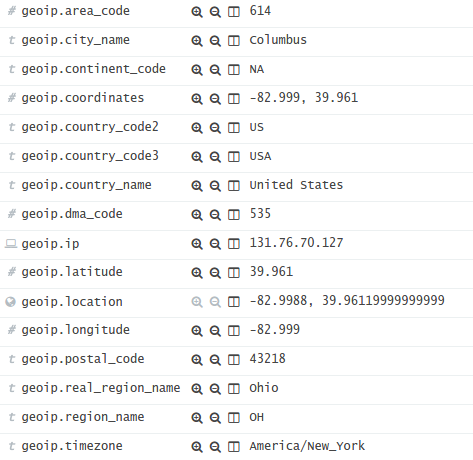 # geoip.area_code 614
t geoip.city_name Columbus
t geoip.continent_code NA
# geoip.coordinates -82.999, 39.961
t geoip.country_code2 US
t geoip.country_code3 USA
t geoip.country_name United States
# geoip.dma_code 535
geoip.ip 131.76.70.127
# geoip.latitude 39.961
geoip.location -82.9988, 39.96119999999999
# geoip.longitude -82.999
t geoip.postal_code 43218
t geoip.real_region_name Ohio
t geoip.region_name OH
t geoip.timezone America/New_York